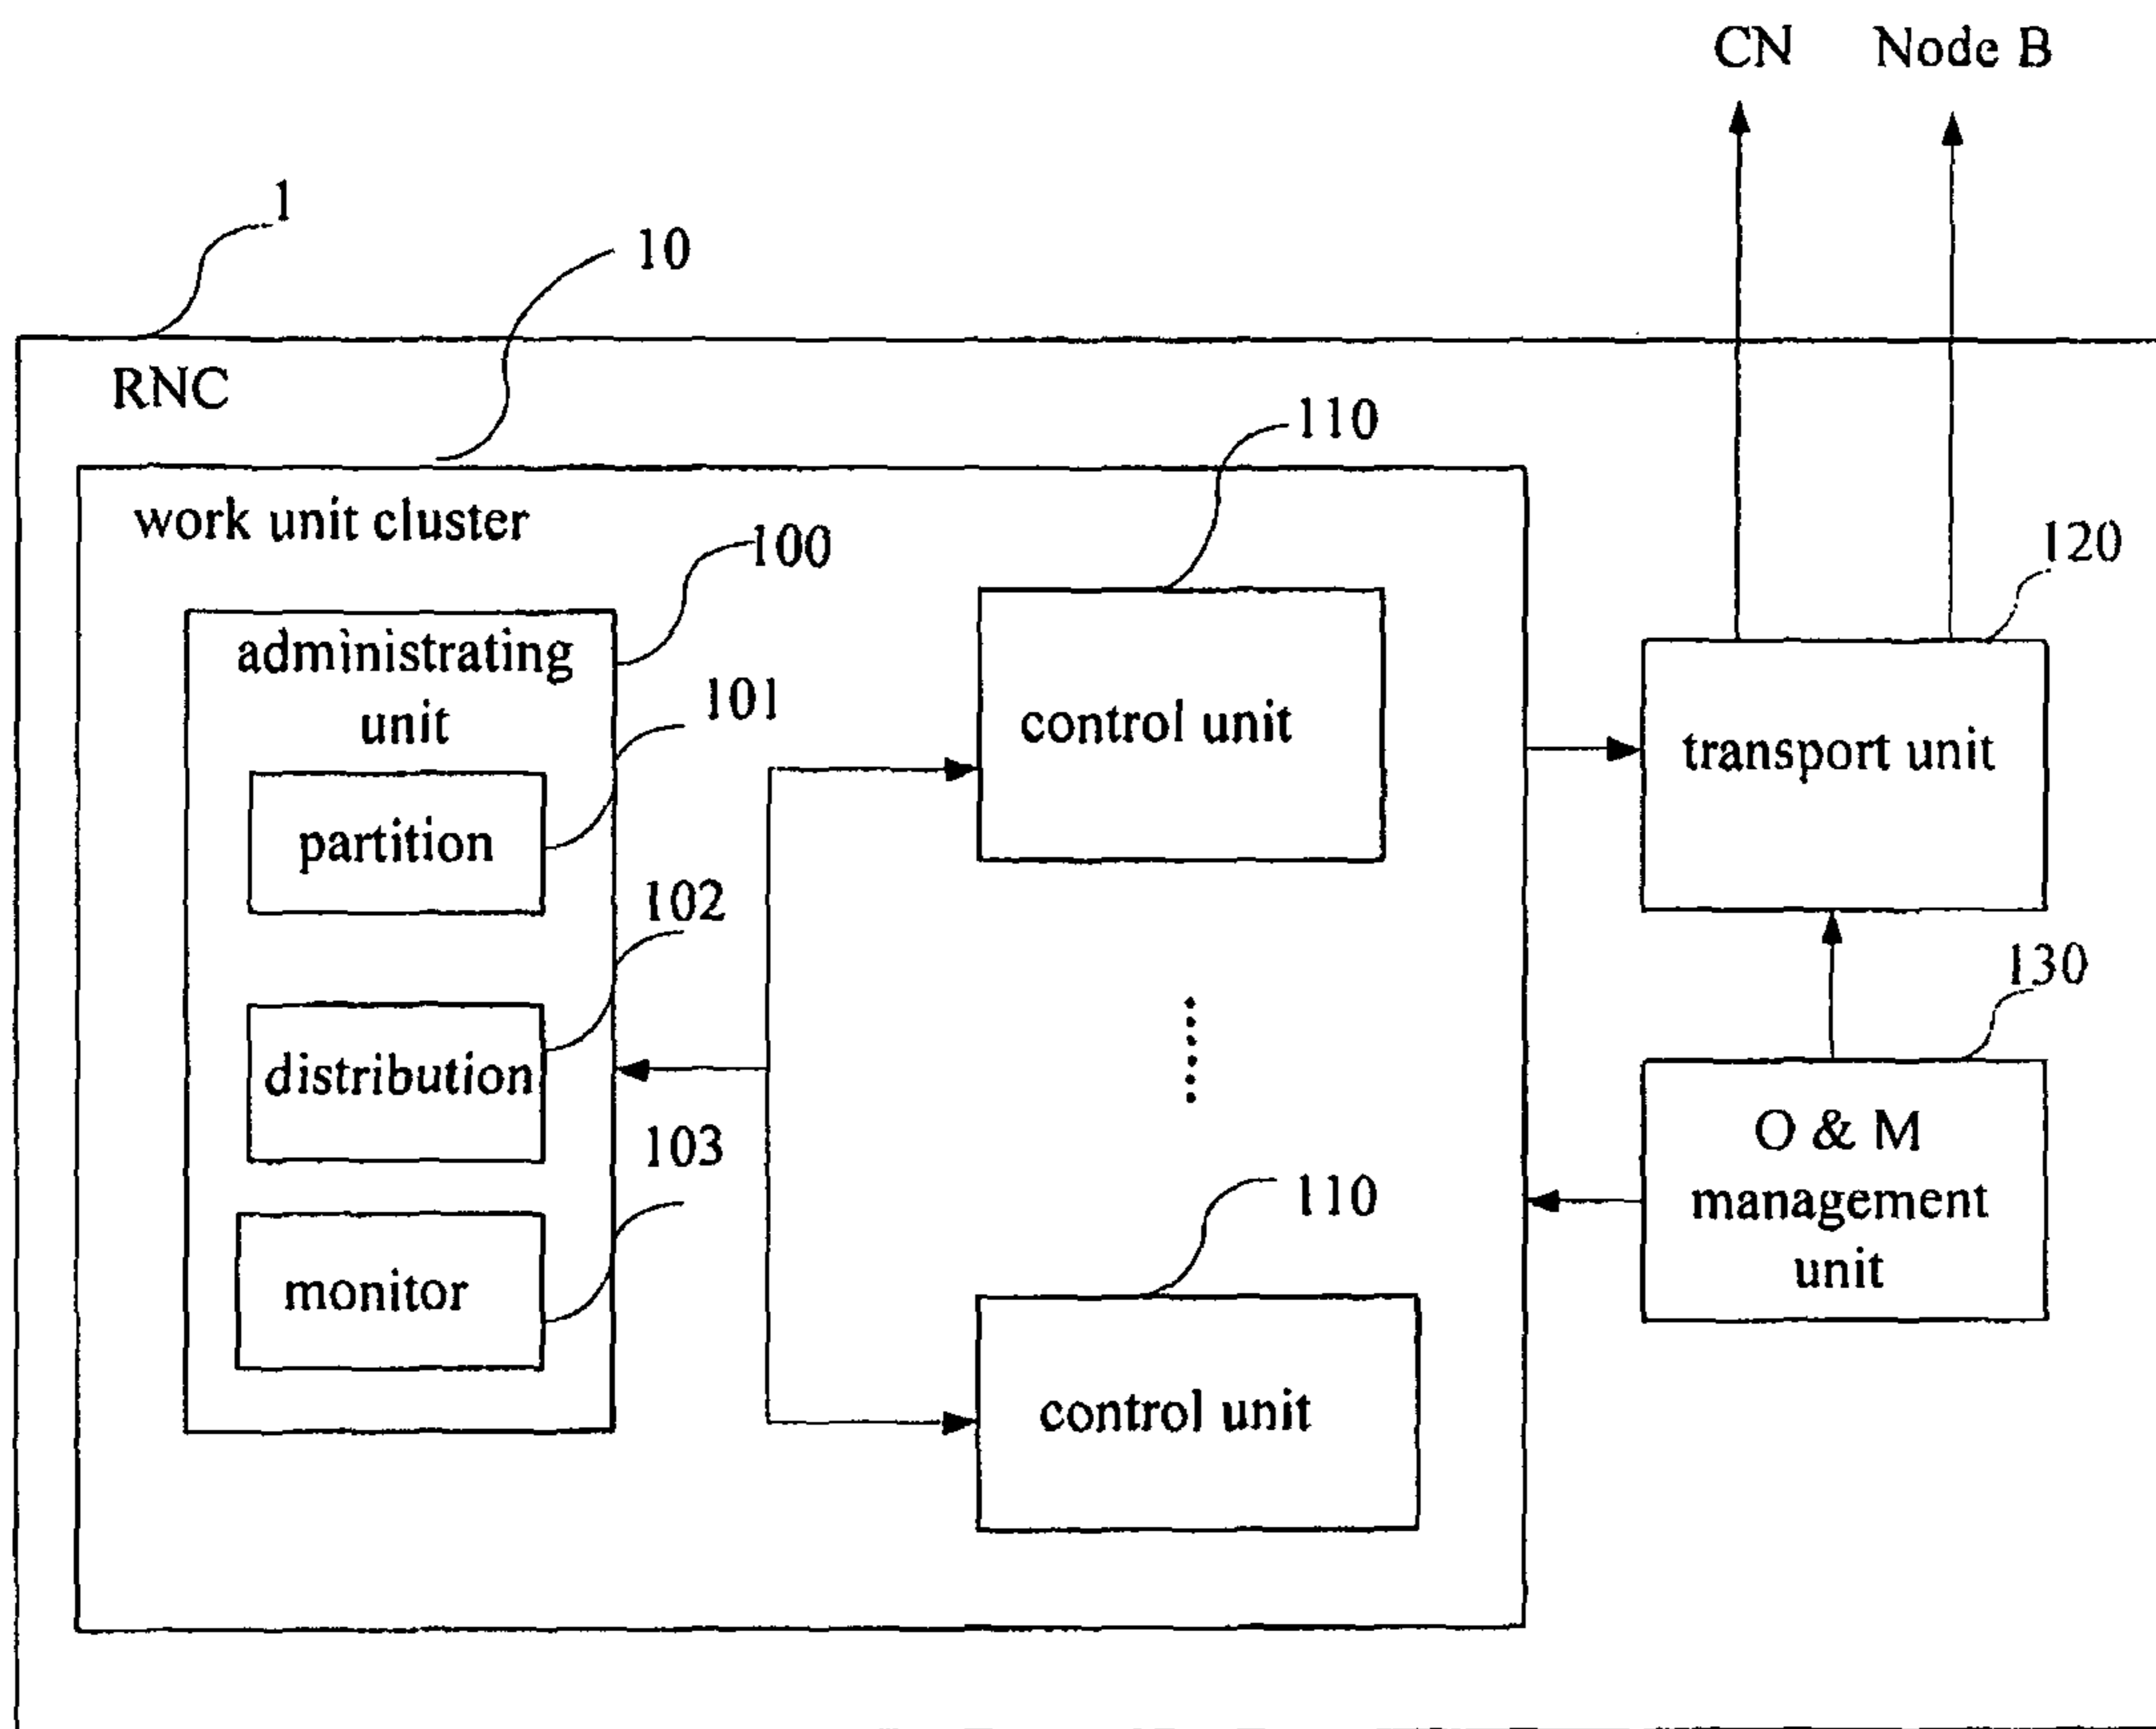 CN
Node B
1
10
RNC
110
work unit cluster
100
120
administrating
unit
101
control unit
transport unit
partition
102
130
distribution
O & M
management
unit
103
110
monitor
control unit